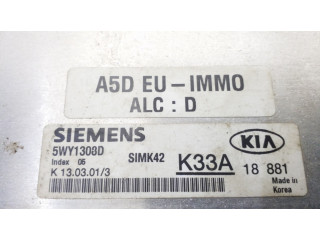 A5D EU-IMMO
ALC : D
SIEMENS
5WY1308D
Index 06
SIMK42
K 13.03.01/3
K33A
KIA
18 881
Made in
Korea